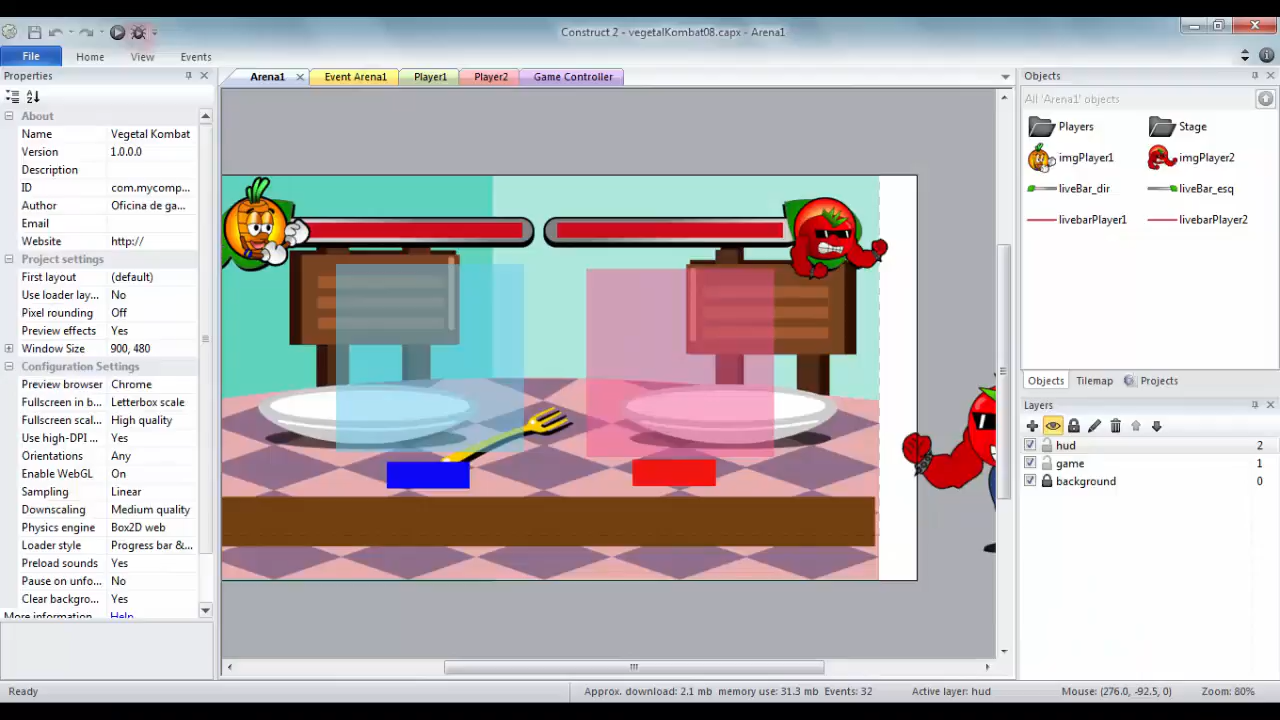 Construct 2 - vegetalKombat08.capx - Arena1
File
Home
View
Events
Properties
Arena1
Event Arena1
Player1
Player2
Game Controller
Objects
About
Name Vegetal Kombat
Version 1.0.0.0
Description
ID com.mycomp...
Author Oficina de ga...
Email
Website http://
Project settings
First layout (default)
Use loader lay... No
Pixel rounding Off
Preview effects Yes
Window Size 900, 480
Configuration Settings
Preview browser Chrome
Fullscreen in b... Letterbox scale
Fullscreen scal... High quality
Use high-DPI ... Yes
Orientations Any
Enable WebGL On
Sampling Linear
Downscaling Medium quality
Physics engine Box2D web
Loader style Progress bar &...
Preload sounds Yes
Pause on unfo... No
Clear backgro... Yes
More information Help
All 'Arena1' objects
Players
Stage
imgPlayer1
imgPlayer2
liveBar_dir
liveBar_esq
livebarPlayer1
livebarPlayer2
Objects
Tilemap
Projects
Layers
hud 2
game 1
background 0
Ready
Approx. download: 2.1 mb memory use: 31.3 mb Events: 32
Active layer: hud
Mouse: (276.0, -92.5, 0)
Zoom: 80%